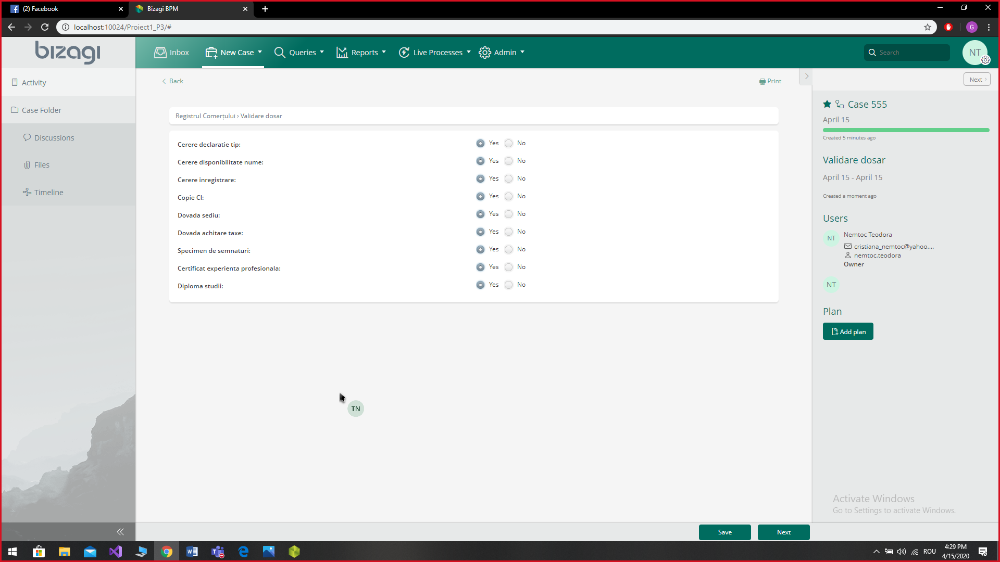 (2) Facebook
Bizagi BPM
localhost:10024/Proiect1_P3/#
G
bizagi
Inbox
New Case
Queries
Reports
Live Processes
Admin
Search
NT
Activity
Case Folder
Discussions
Files
Timeline
Back
Print
Registrul Comerțului › Validare dosar
Cerere declaratie tip: Yes No
Cerere disponibilitate nume: Yes No
Cerere inregistrare: Yes No
Copie CI: Yes No
Dovada sediu: Yes No
Dovada achitare taxe: Yes No
Specimen de semnaturi: Yes No
Certificat experienta profesionala: Yes No
Diploma studii: Yes No
TN
Next
Case 555
April 15
Created 5 minutes ago
Validare dosar
April 15 - April 15
Created a moment ago
Users
NT
Nemtoc Teodora
cristiana_nemtoc@yahoo....
nemtoc.teodora
Owner
NT
Plan
Add plan
Activate Windows
Go to Settings to activate Windows.
Save
Next
ROU
4:29 PM
4/15/2020